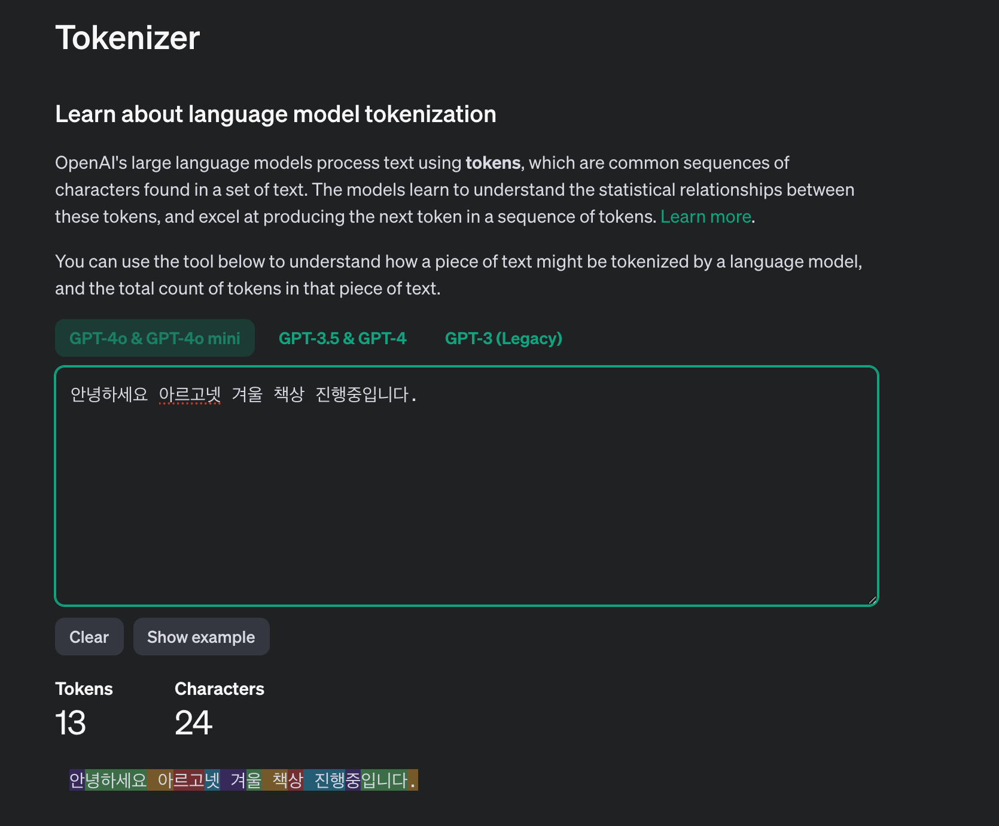 Tokenizer
Learn about language model tokenization
OpenAI's large language models process text using tokens, which are common sequences of
characters found in a set of text. The models learn to understand the statistical relationships between
these tokens, and excel at producing the next token in a sequence of tokens. Learn more.
You can use the tool below to understand how a piece of text might be tokenized by a language model,
and the total count of tokens in that piece of text.
GPT-4o & GPT-4o mini GPT-3.5 & GPT-4 GPT-3 (Legacy)
안녕하세요 아르고넷 겨울 책상 진행중입니다.
Clear Show example
Tokens Characters
13 24
안녕하세요 아르고넷 겨울 책상 진행중입니다.